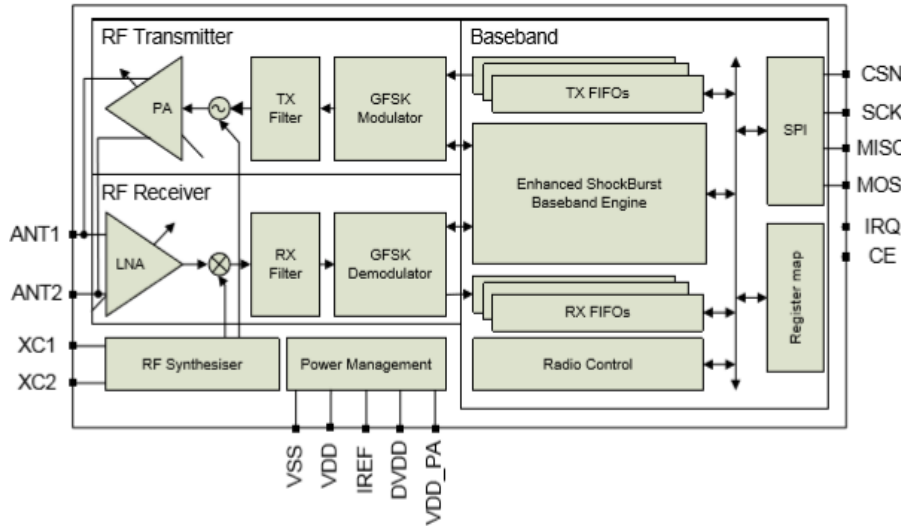 RF Transmitter
Baseband
PA
TX
Filter
GFSK
Modulator
TX FIFOs
SPI
CSN
SCK
MISO
MOS
Enhanced ShockBurst
Baseband Engine
RF Receiver
ANT1
ANT2
LNA
RX
Filter
GFSK
Demodulator
RX FIFOs
Register map
IRQ
CE
XC1
XC2
RF Synthesiser
Power Management
Radio Control
VSS
VDD
IREF
DVDD
VDD_PA